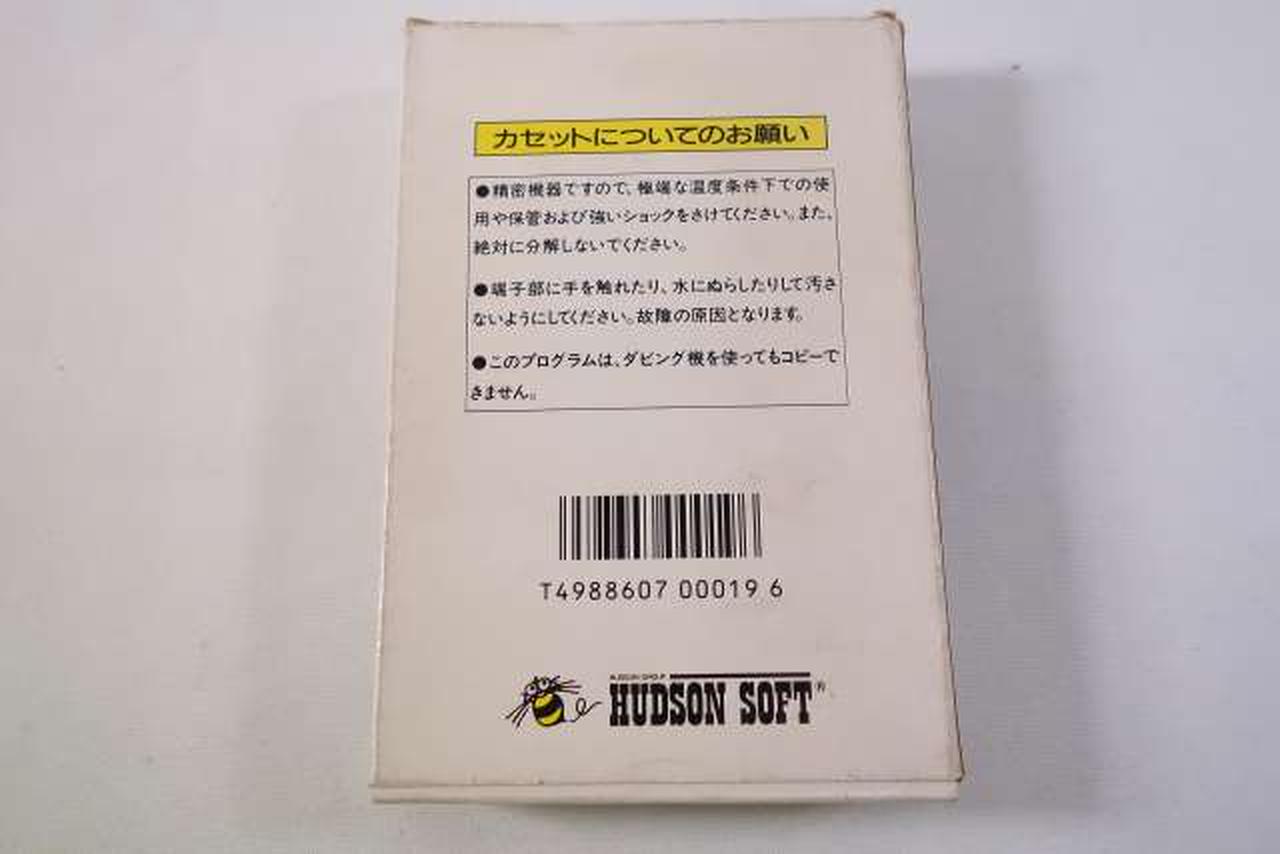 カセットについてのお願い
●精密機器ですので、極端な温度条件下での使
用や保管および強いショックをさけてください。また、
絶対に分解しないでください。
●端子部に手を触れたり、水にぬらしたりして汚さ
ないようにしてください。故障の原因となります。
●このプログラムは、ダビング機を使ってもコピーで
きません。
T4988607 00019 6
HUDSON GROUP
HUDSON SOFT®